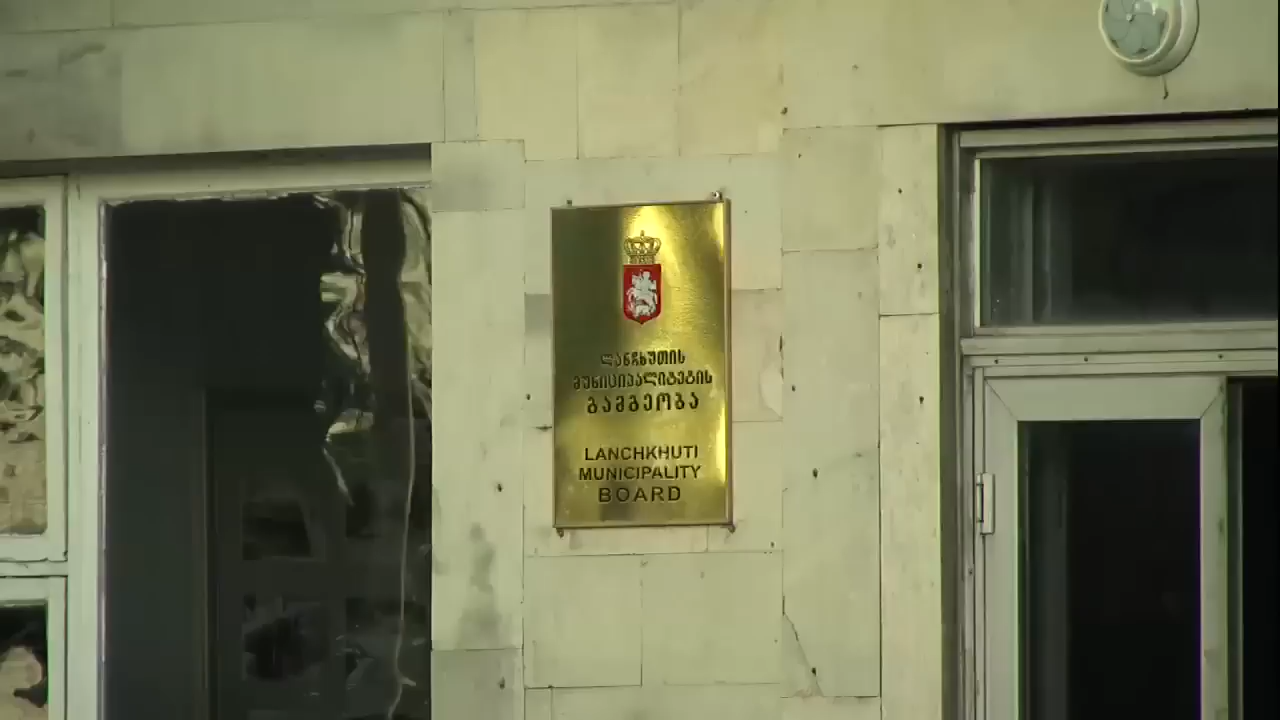 ლანჩხუთის
მუნიციპალიტეტის
გამგეობა
LANCHKHUTI
MUNICIPALITY
BOARD